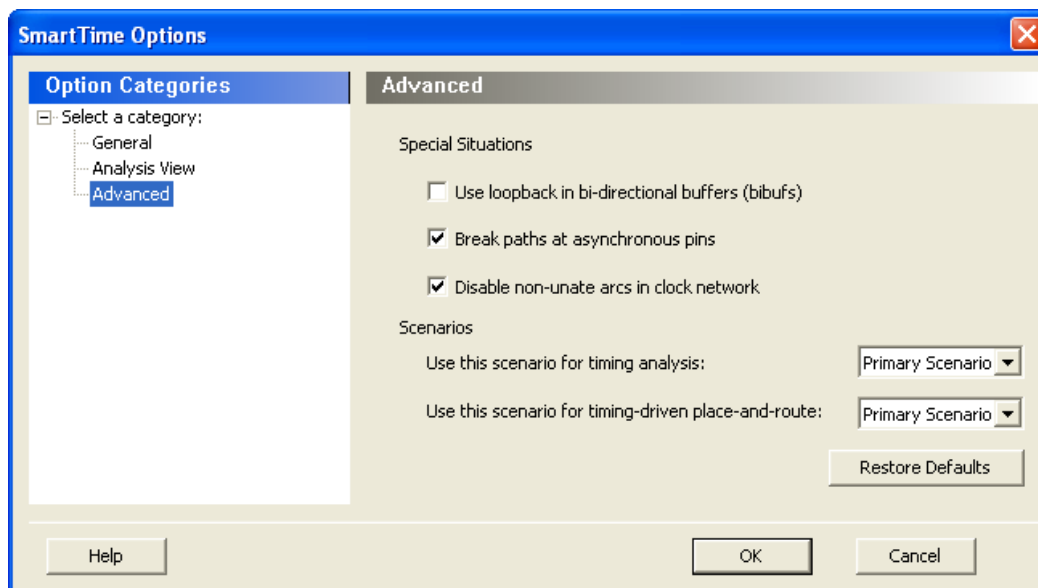 SmartTime Options
Option Categories
Select a category:
General
Analysis View
Advanced
Advanced
Special Situations
Use loopback in bi-directional buffers (bibufs)
Break paths at asynchronous pins
Disable non-unate arcs in clock network
Scenarios
Use this scenario for timing analysis: Primary Scenario
Use this scenario for timing-driven place-and-route: Primary Scenario
Restore Defaults
Help OK Cancel